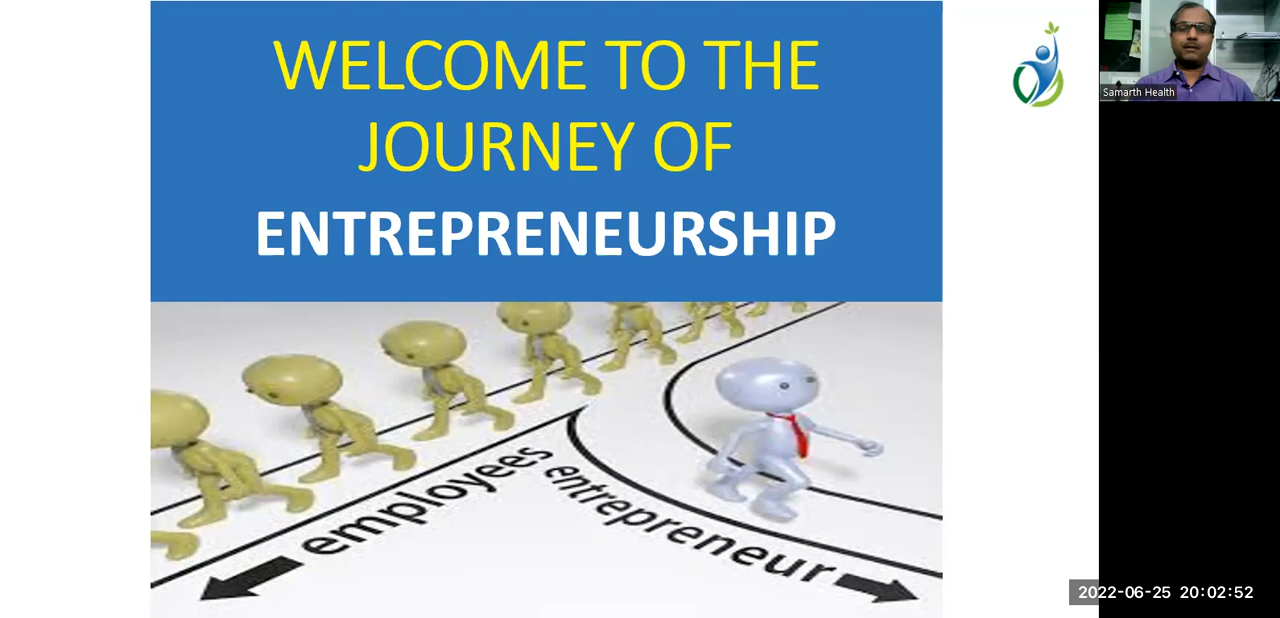 WELCOME TO THE
JOURNEY OF
ENTREPRENEURSHIP
Samarth Health
employees
entrepreneur
2022-06-25 20:02:52